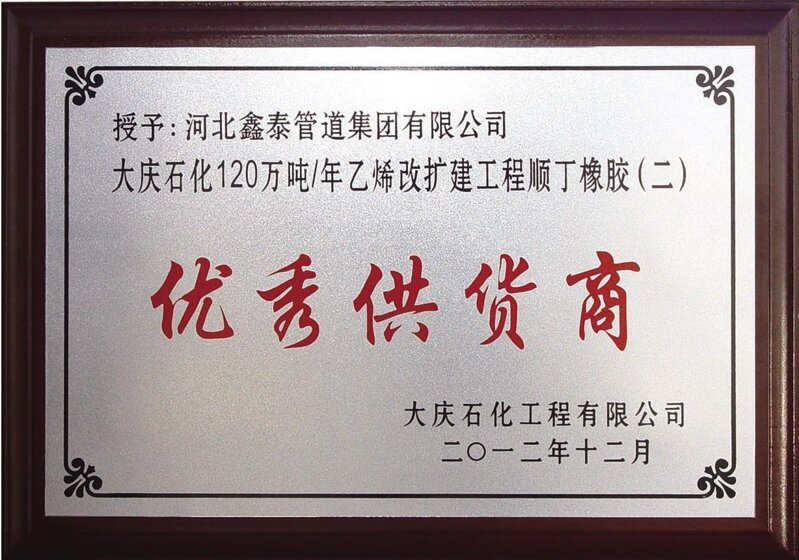 授予:河北鑫泰管道集团有限公司
大庆石化120万吨/年乙烯改扩建工程顺丁橡胶(二)
优秀供货商
大庆石化工程有限公司
二〇一二年十二月